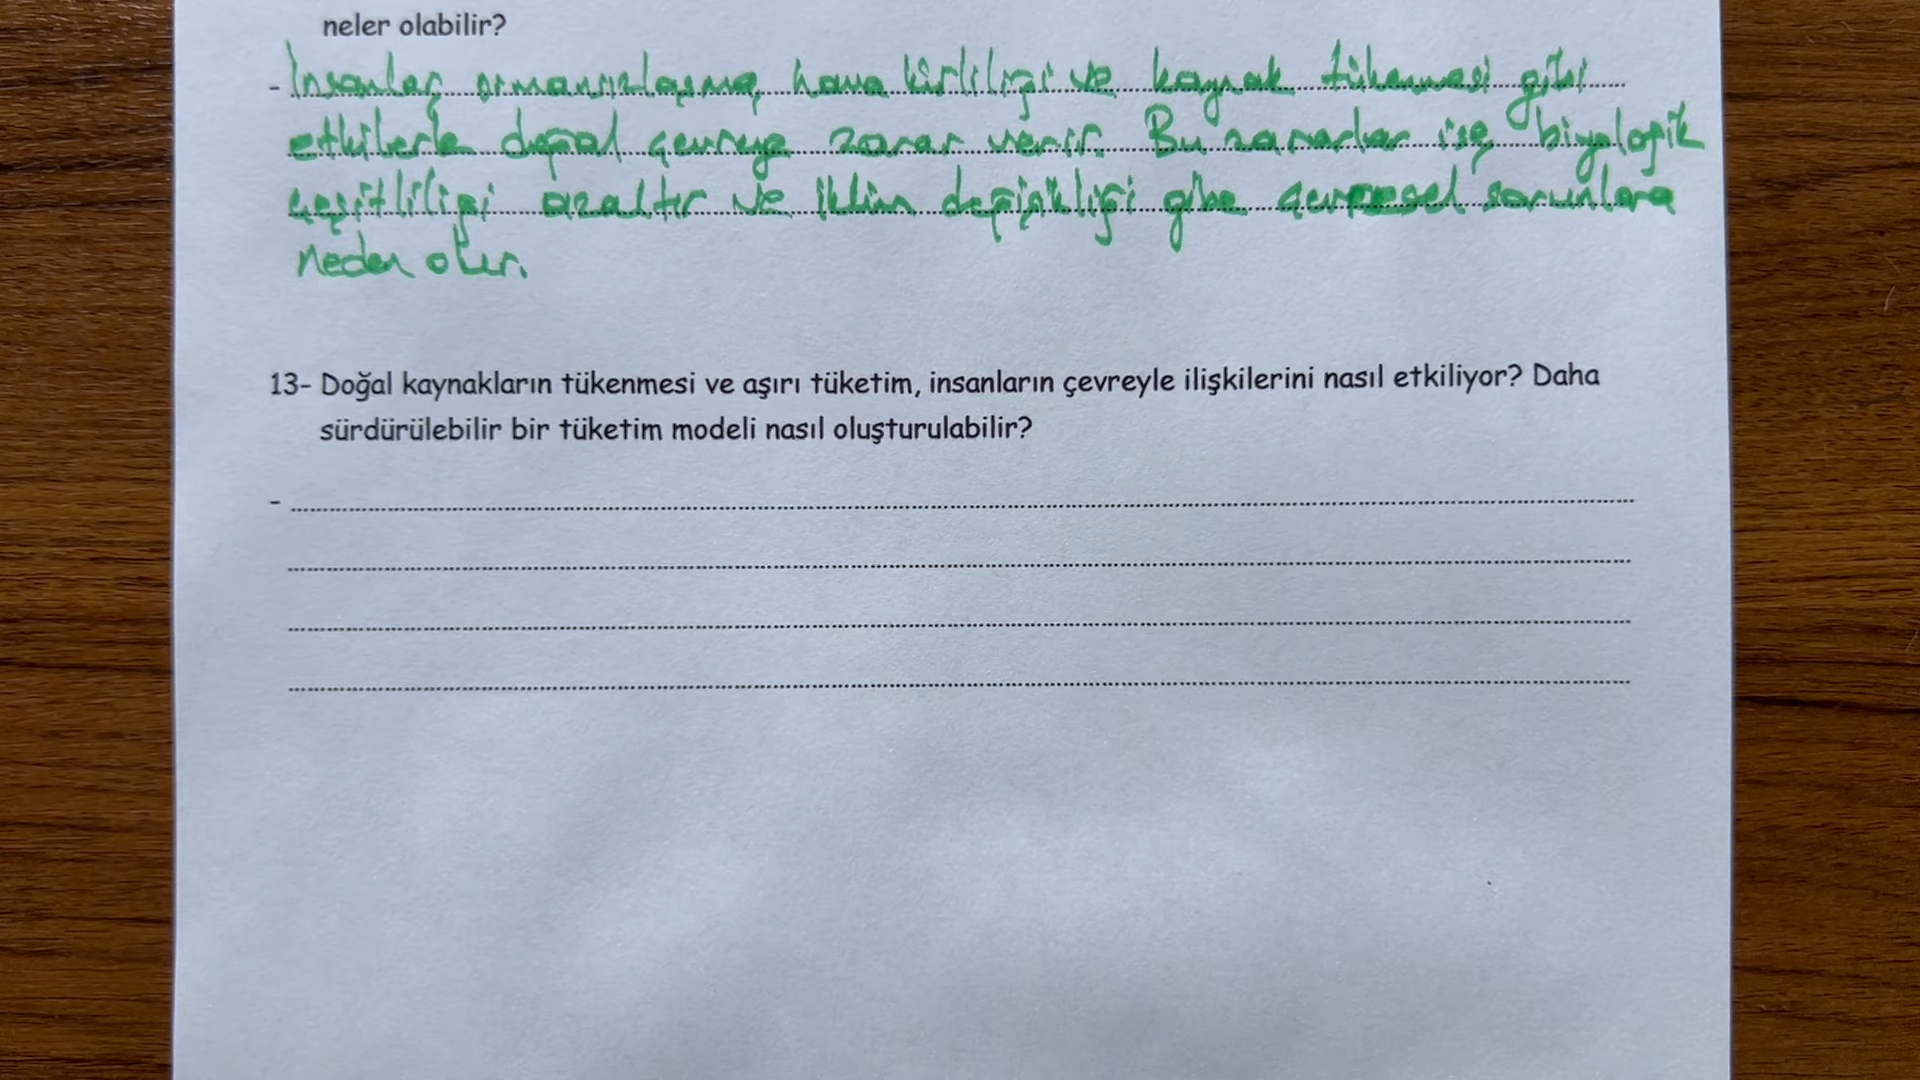 neler olabilir?
- İnsanlar, ormansızlaşma, hava kirliliği ve kaynak tükenmesi gibi
etkilerle doğal çevreye zarar verir. Bu zararlar ise, biyolojik
çeşitliliği azaltır ve iklim değişikliği gibi çevresel sorunlara
neden olur.
13- Doğal kaynakların tükenmesi ve aşırı tüketim, insanların çevreyle ilişkilerini nasıl etkiliyor? Daha
sürdürülebilir bir tüketim modeli nasıl oluşturulabilir?
-